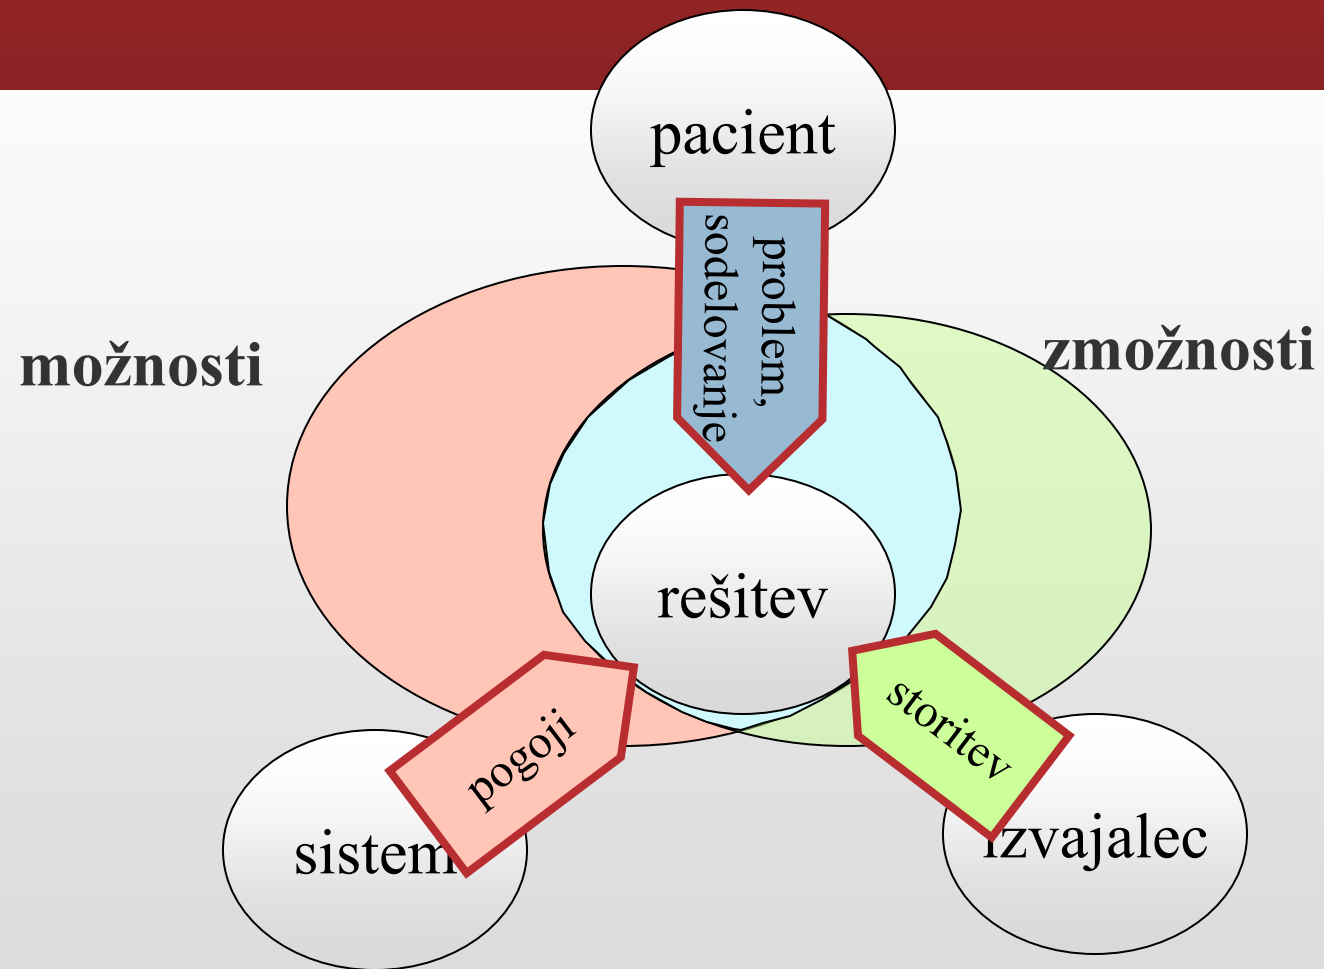 pacient
problem,
sodelovanje
možnosti
zmožnosti
rešitev
pogoji
storitev
sistem
izvajalec